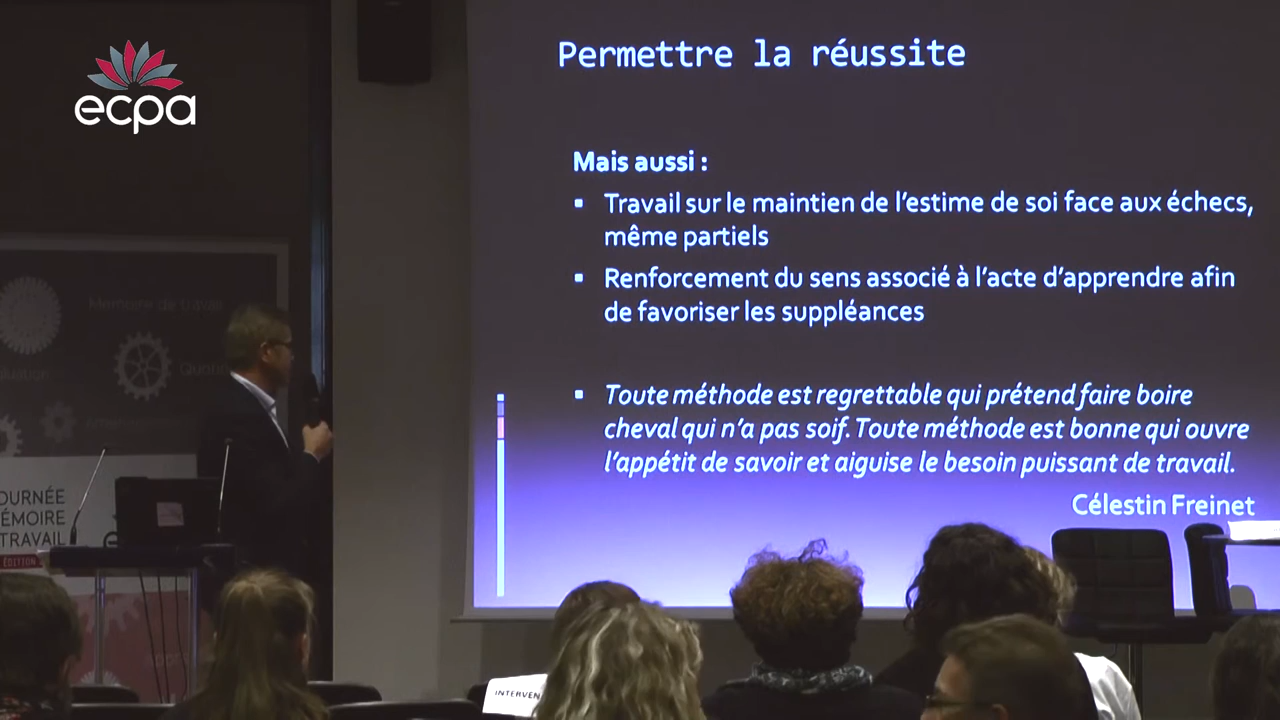 ecpa
Permettre la réussite
Mais aussi :
▪ Travail sur le maintien de l'estime de soi face aux échecs,
même partiels
▪ Renforcement du sens associé à l'acte d'apprendre afin
de favoriser les suppléances
▪ Toute méthode est regrettable qui prétend faire boire
cheval qui n'a pas soif. Toute méthode est bonne qui ouvre
l'appétit de savoir et aiguise le besoin puissant de travail.
Célestin Freinet
Mémoire de travail
OURNÉE
ÉMOIRE
TRAVAIL
ÉDITION
INTERVEN